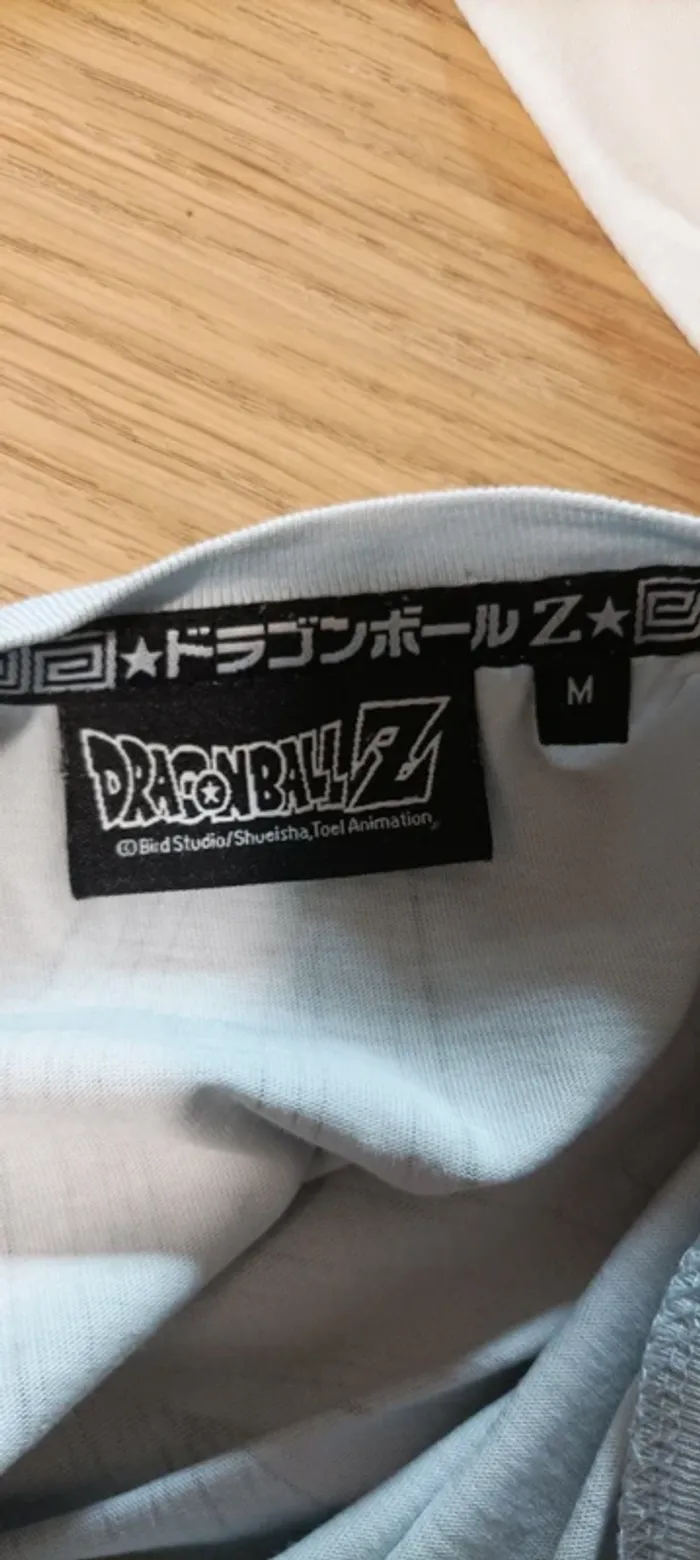 ★ドラゴンボールZ★
M
DRAGONBALL Z
©Bird Studio/Shueisha,Toei Animation